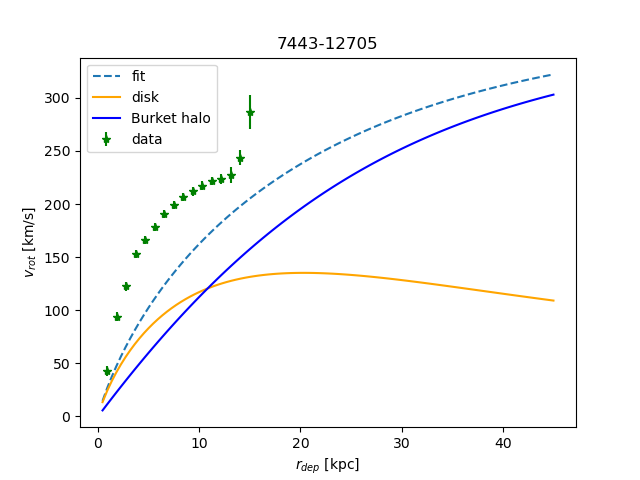 7443-12705
fit
disk
Burket halo
data
300
250
200
150
100
50
0
v_rot [km/s]
0 10 20 30 40
r_dep [kpc]